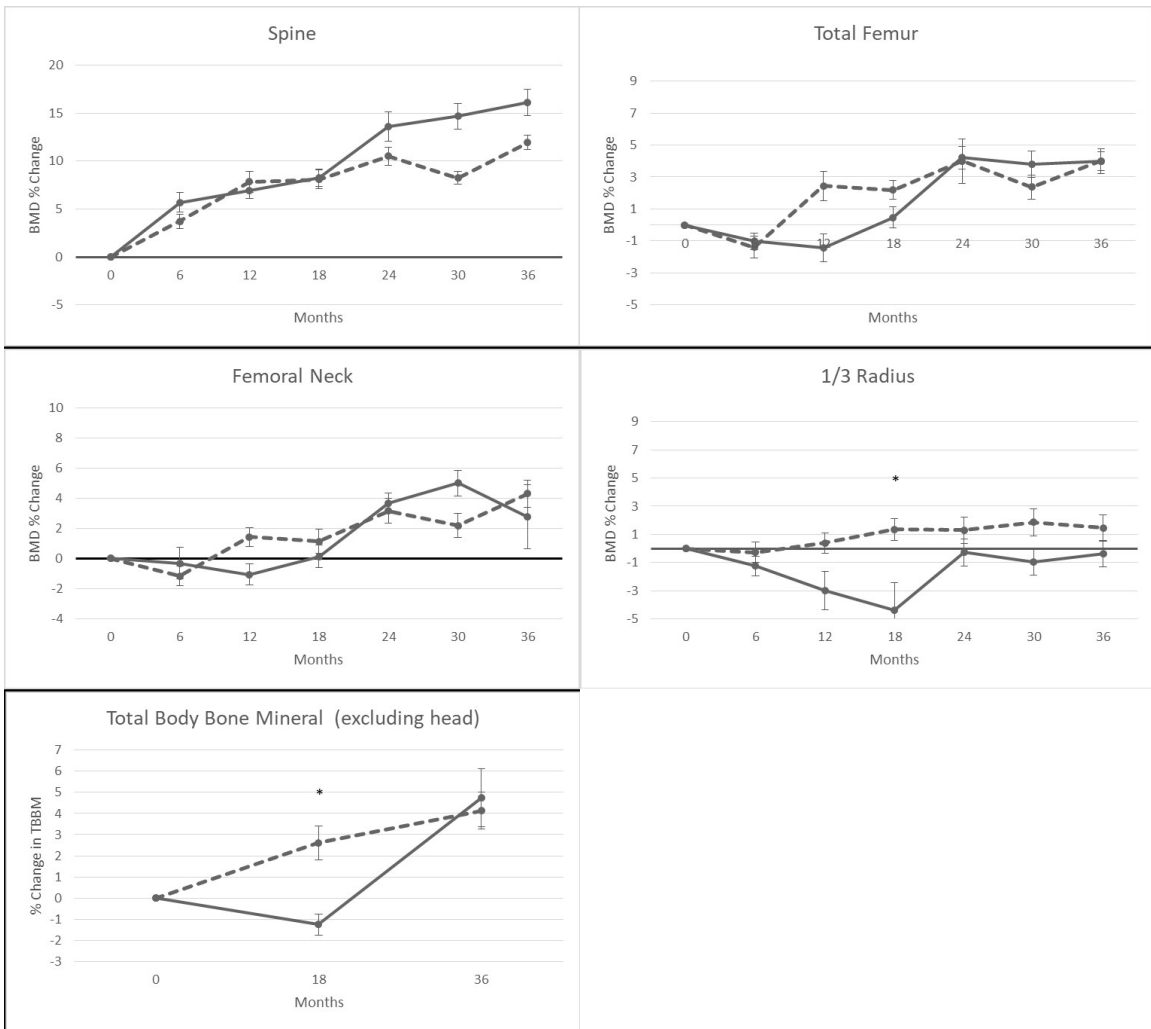 Spine
20
15
10
5
0
-5
BMD % Change
0 6 12 18 24 30 36
Months
Total Femur
9
7
5
3
1
-1
-3
-5
BMD % Change
0 6 12 18 24 30 36
Months
Femoral Neck
10
8
6
4
2
0
-2
-4
BMD % Change
0 6 12 18 24 30 36
Months
1/3 Radius
9
7
5
3
1
-1
-3
-5
BMD % Change
*
0 6 12 18 24 30 36
Months
Total Body Bone Mineral (excluding head)
7
6
5
4
3
2
1
0
-1
-2
-3
% Change in TBBM
*
0 18 36
Months